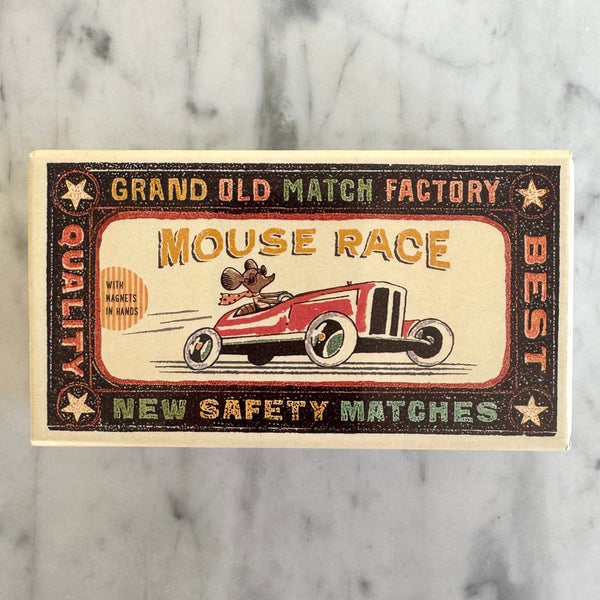 GRAND OLD MATCH FACTORY
QUALITY
MOUSE RACE
WITH
MAGNETS
IN HANDS
BEST
NEW SAFETY MATCHES